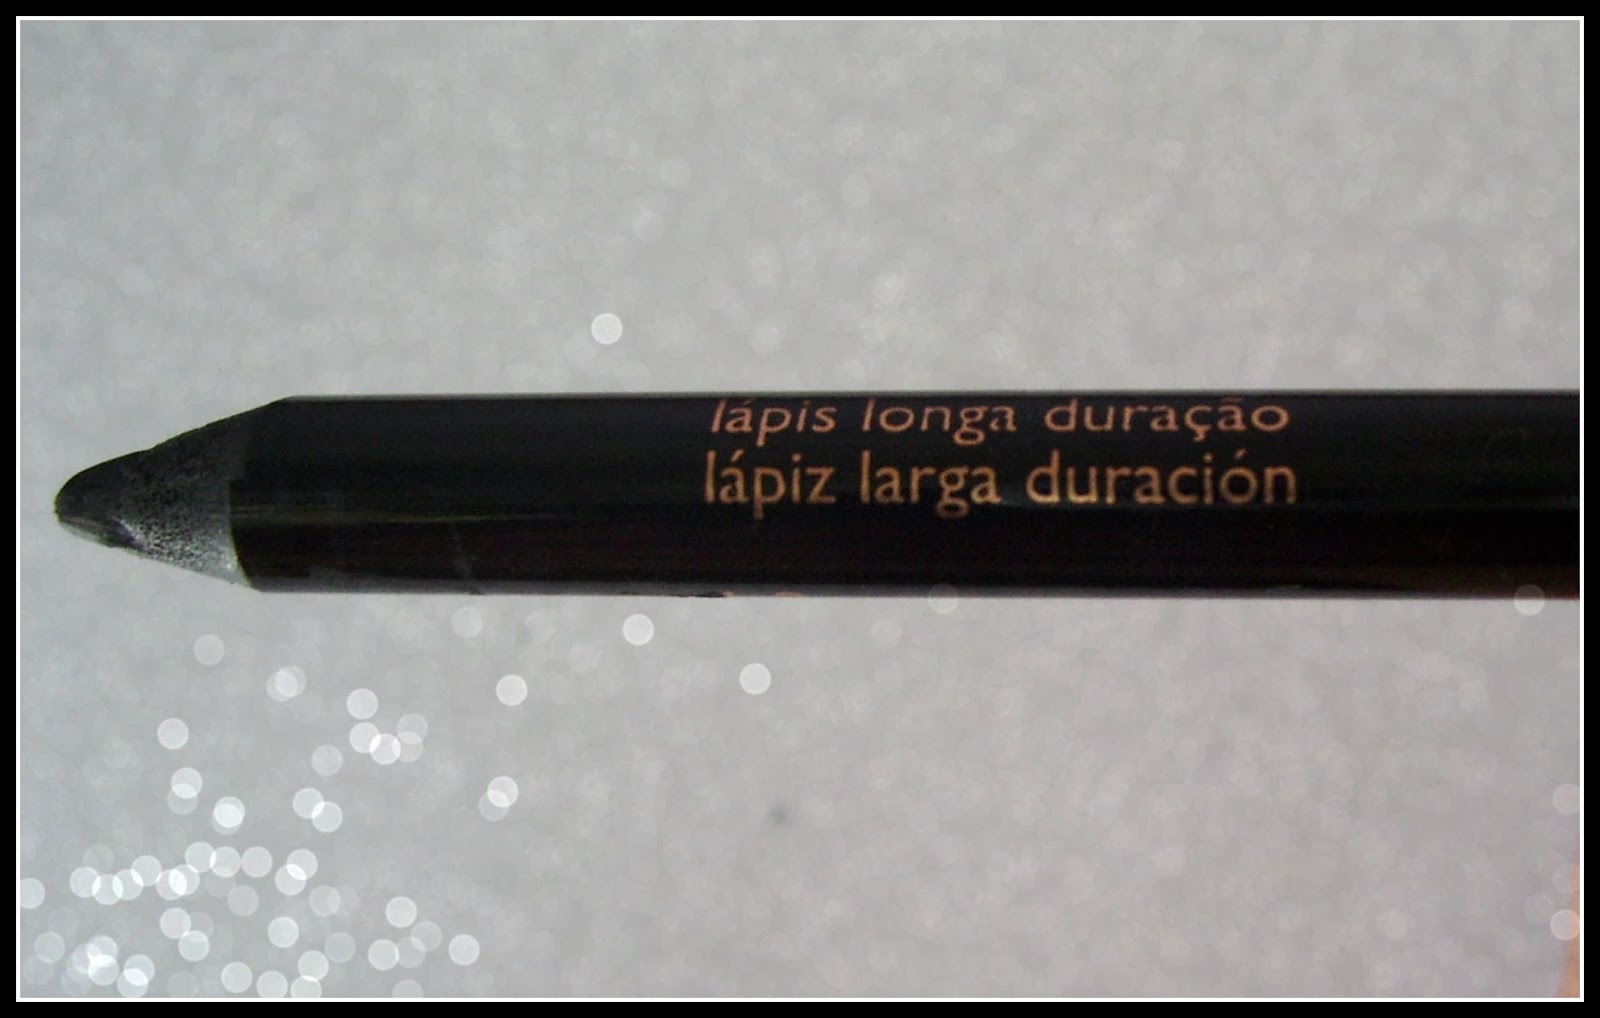 lápis longa duração
lápiz larga duración